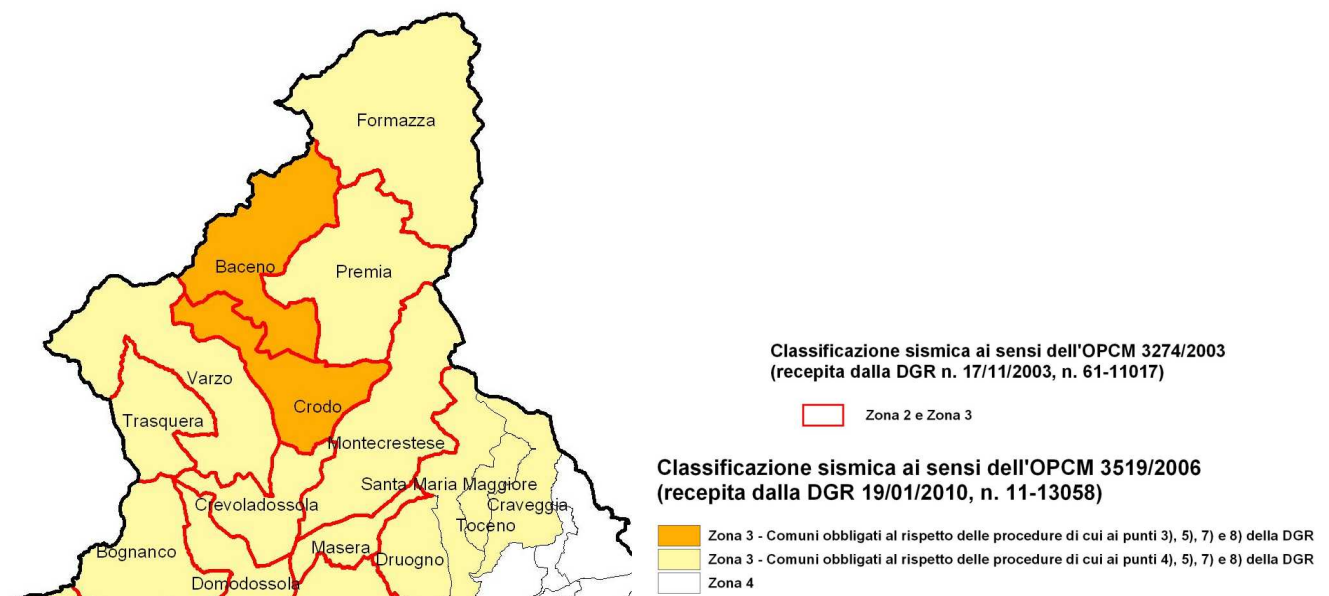 Formazza
Baceno
Premia
Varzo
Crodo
Trasquera
Montecrestese
Santa Maria Maggiore
Crevoladossola
Craveggia
Toceno
Bognanco
Masera
Druogno
Domodossola
Classificazione sismica ai sensi dell'OPCM 3274/2003
(recepita dalla DGR n. 17/11/2003, n. 61-11017)
Zona 2 e Zona 3
Classificazione sismica ai sensi dell'OPCM 3519/2006
(recepita dalla DGR 19/01/2010, n. 11-13058)
Zona 3 - Comuni obbligati al rispetto delle procedure di cui ai punti 3), 5), 7) e 8) della DGR
Zona 3 - Comuni obbligati al rispetto delle procedure di cui ai punti 4), 5), 7) e 8) della DGR
Zona 4